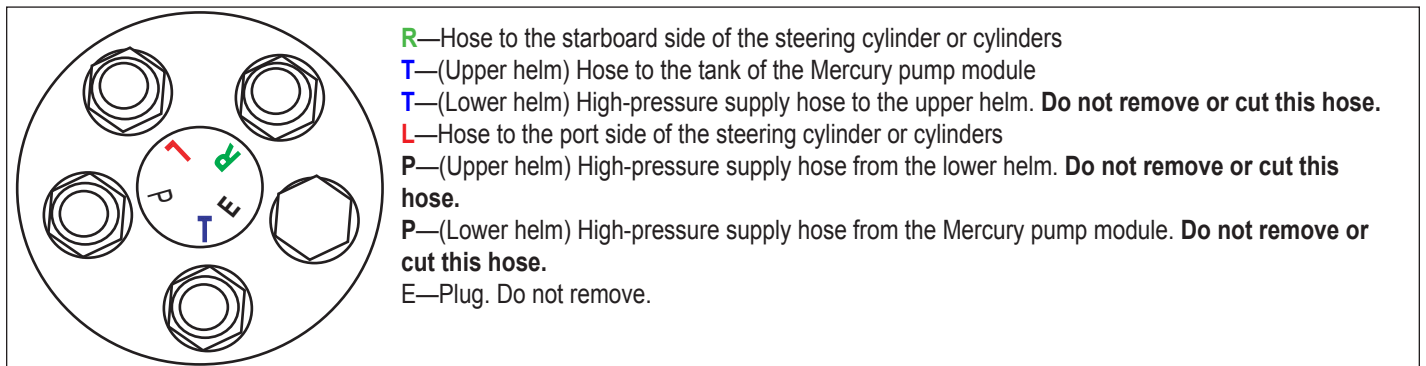 L
R
P
E
T
R—Hose to the starboard side of the steering cylinder or cylinders
T—(Upper helm) Hose to the tank of the Mercury pump module
T—(Lower helm) High-pressure supply hose to the upper helm. Do not remove or cut this hose.
L—Hose to the port side of the steering cylinder or cylinders
P—(Upper helm) High-pressure supply hose from the lower helm. Do not remove or cut this
hose.
P—(Lower helm) High-pressure supply hose from the Mercury pump module. Do not remove or
cut this hose.
E—Plug. Do not remove.